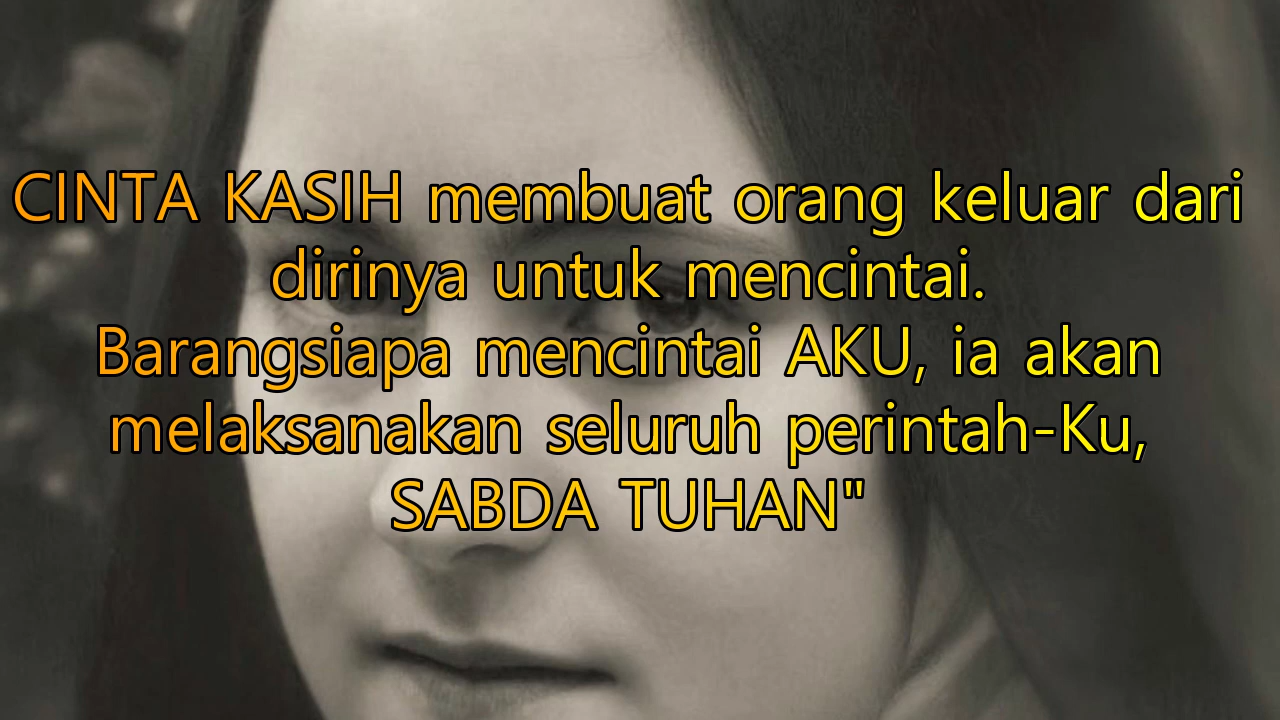 CINTA KASIH membuat orang keluar dari
dirinya untuk mencintai.
Barangsiapa mencintai AKU, ia akan
melaksanakan seluruh perintah-Ku,
SABDA TUHAN"